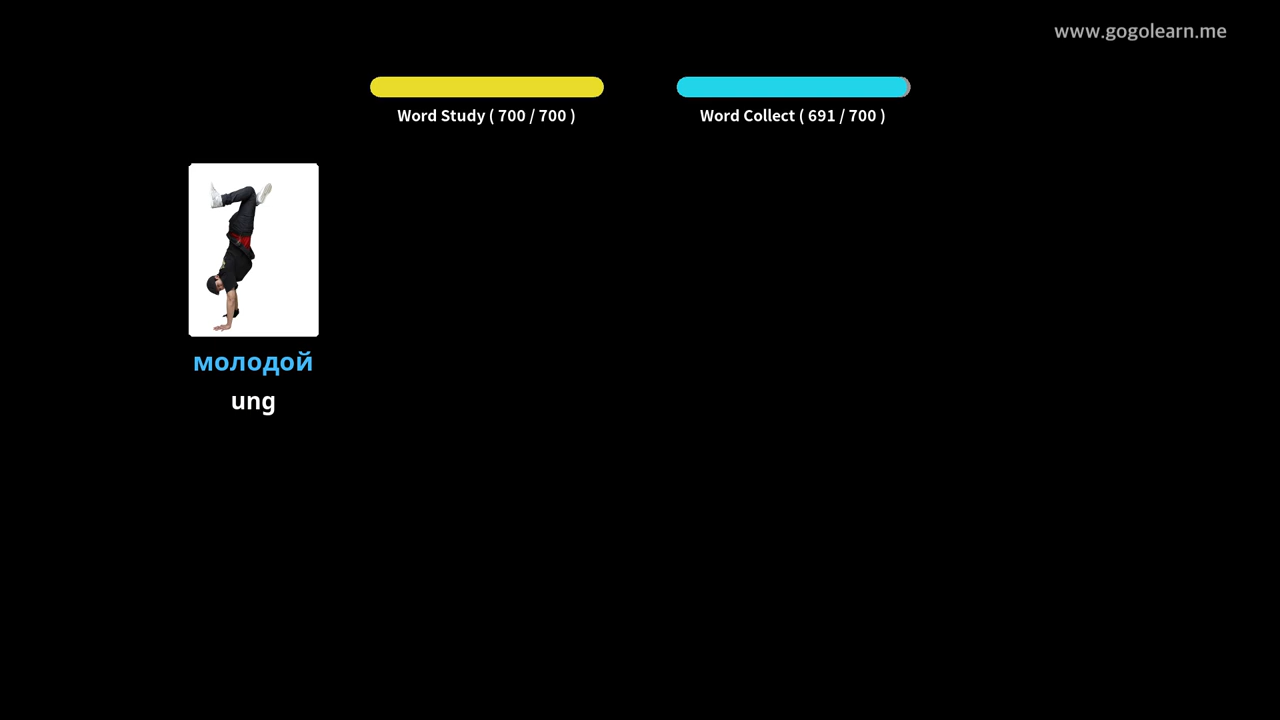 www.gogolearn.me
Word Study ( 700 / 700 )
Word Collect ( 691 / 700 )
молодой
ung